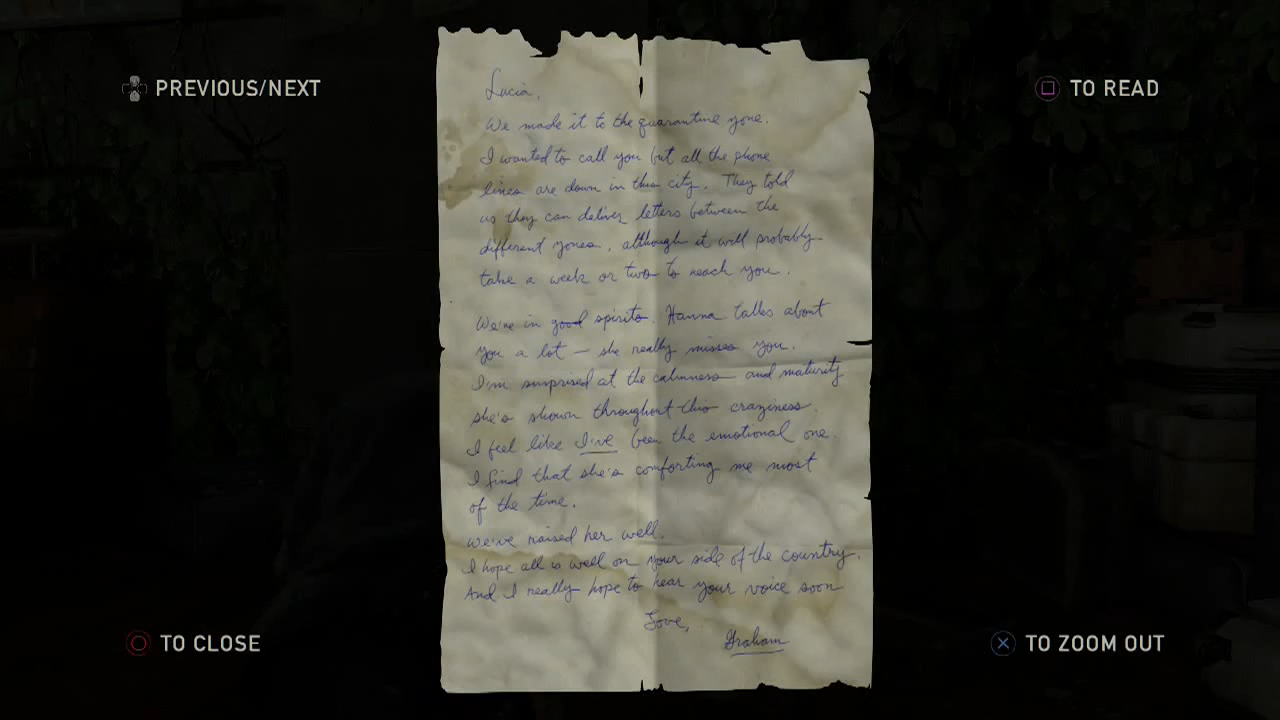 PREVIOUS/NEXT
TO READ
Lucia,
We made it to the quarantine zone.
I wanted to call you but all the phone
lines are down in this city. They told
us they can deliver letters between the
different zones, although it will probably
take a week or two to reach you.
We're in good spirits. Hanna talks about
you a lot — she really misses you.
I'm surprised at the calmness and maturity
she's shown throughout this craziness.
I feel like I've been the emotional one.
I find that she's comforting me most
of the time.
We've raised her well.
I hope all is well on your side of the country.
And I really hope to hear your voice soon
Love,
Graham
TO CLOSE
TO ZOOM OUT